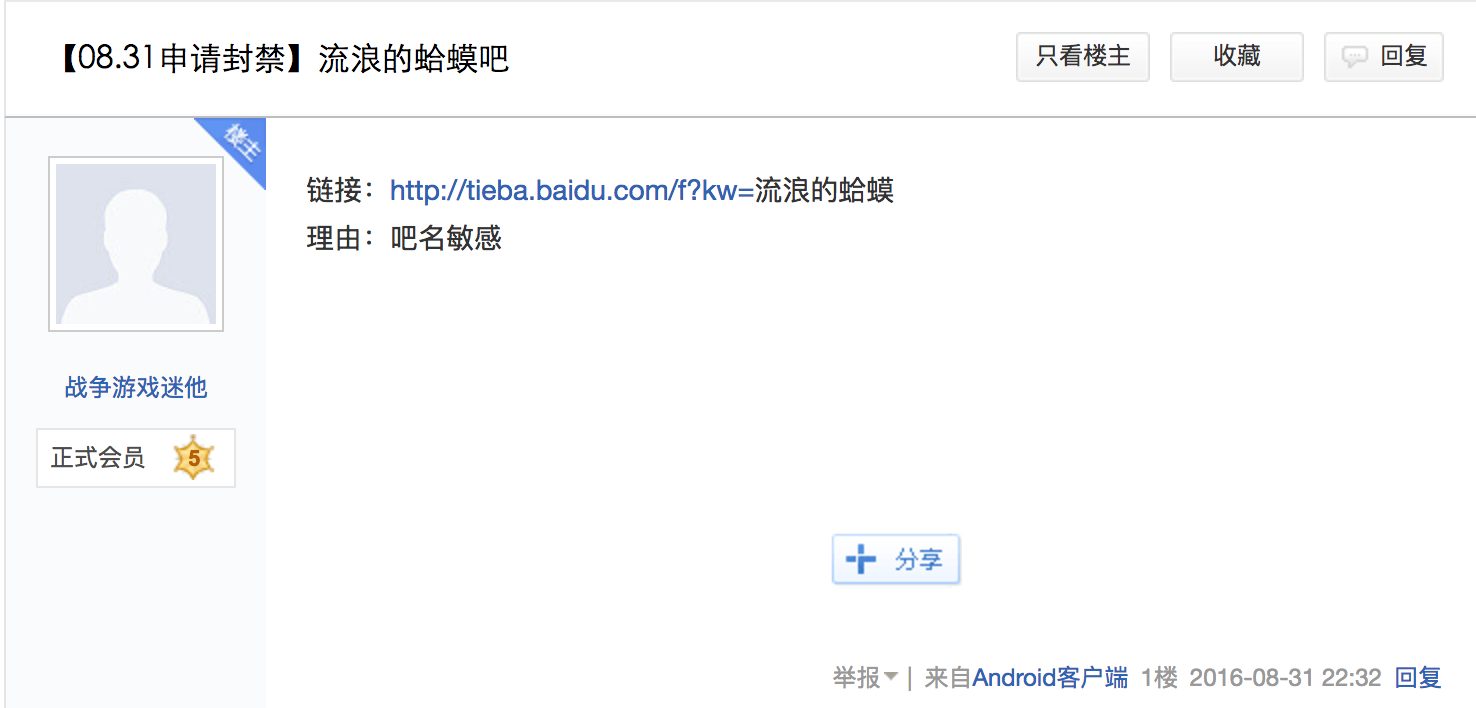 【08.31申请封禁】流浪的蛤蟆吧
只看楼主
收藏
回复
楼主
链接：http://tieba.baidu.com/f?kw=流浪的蛤蟆
理由：吧名敏感
战争游戏迷他
正式会员 5
分享
举报 | 来自Android客户端 1楼 2016-08-31 22:32 回复